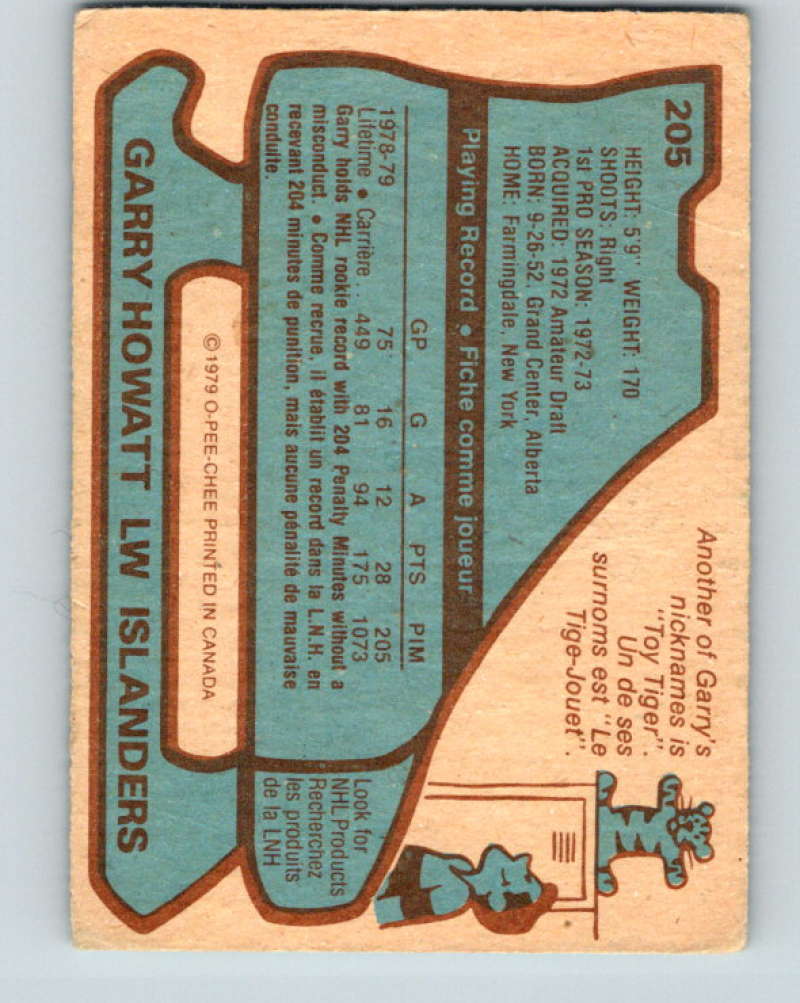 205
HEIGHT: 5'9" WEIGHT: 170
SHOOTS: Right
1st PRO SEASON: 1972-73
ACQUIRED: 1972 Amateur Draft
BORN: 9-26-52, Grand Center, Alberta
HOME: Farmingdale, New York
Another of Garry's
nicknames is
"Toy Tiger".
Un de ses
surnoms est "Le
Tige-Jouet".
Playing Record • Fiche comme joueur
GP G A PTS PIM
1978-79 75 16 12 28 205
Lifetime • Carrière . . 449 81 94 175 1073
Garry holds NHL rookie record with 204 Penalty Minutes without a
misconduct. • Comme recrue, il établit un record dans la L.N.H. en
recevant 204 minutes de punition, mais aucune pénalité de mauvaise
conduite.
Look for
NHL Products
Recherchez
les produits
de la LNH
©1979 O-PEE-CHEE PRINTED IN CANADA
GARRY HOWATT LW ISLANDERS